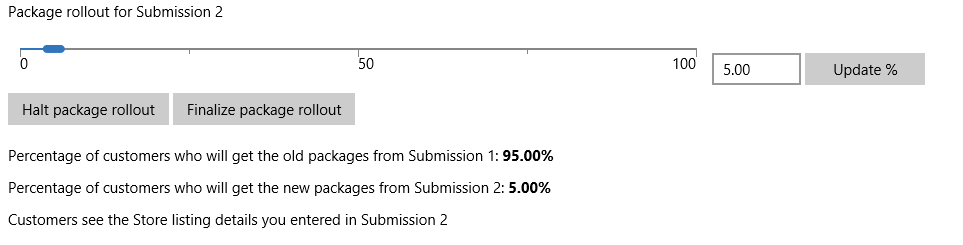 Package rollout for Submission 2
0 50 100
5.00 Update %
Halt package rollout Finalize package rollout
Percentage of customers who will get the old packages from Submission 1: 95.00%
Percentage of customers who will get the new packages from Submission 2: 5.00%
Customers see the Store listing details you entered in Submission 2